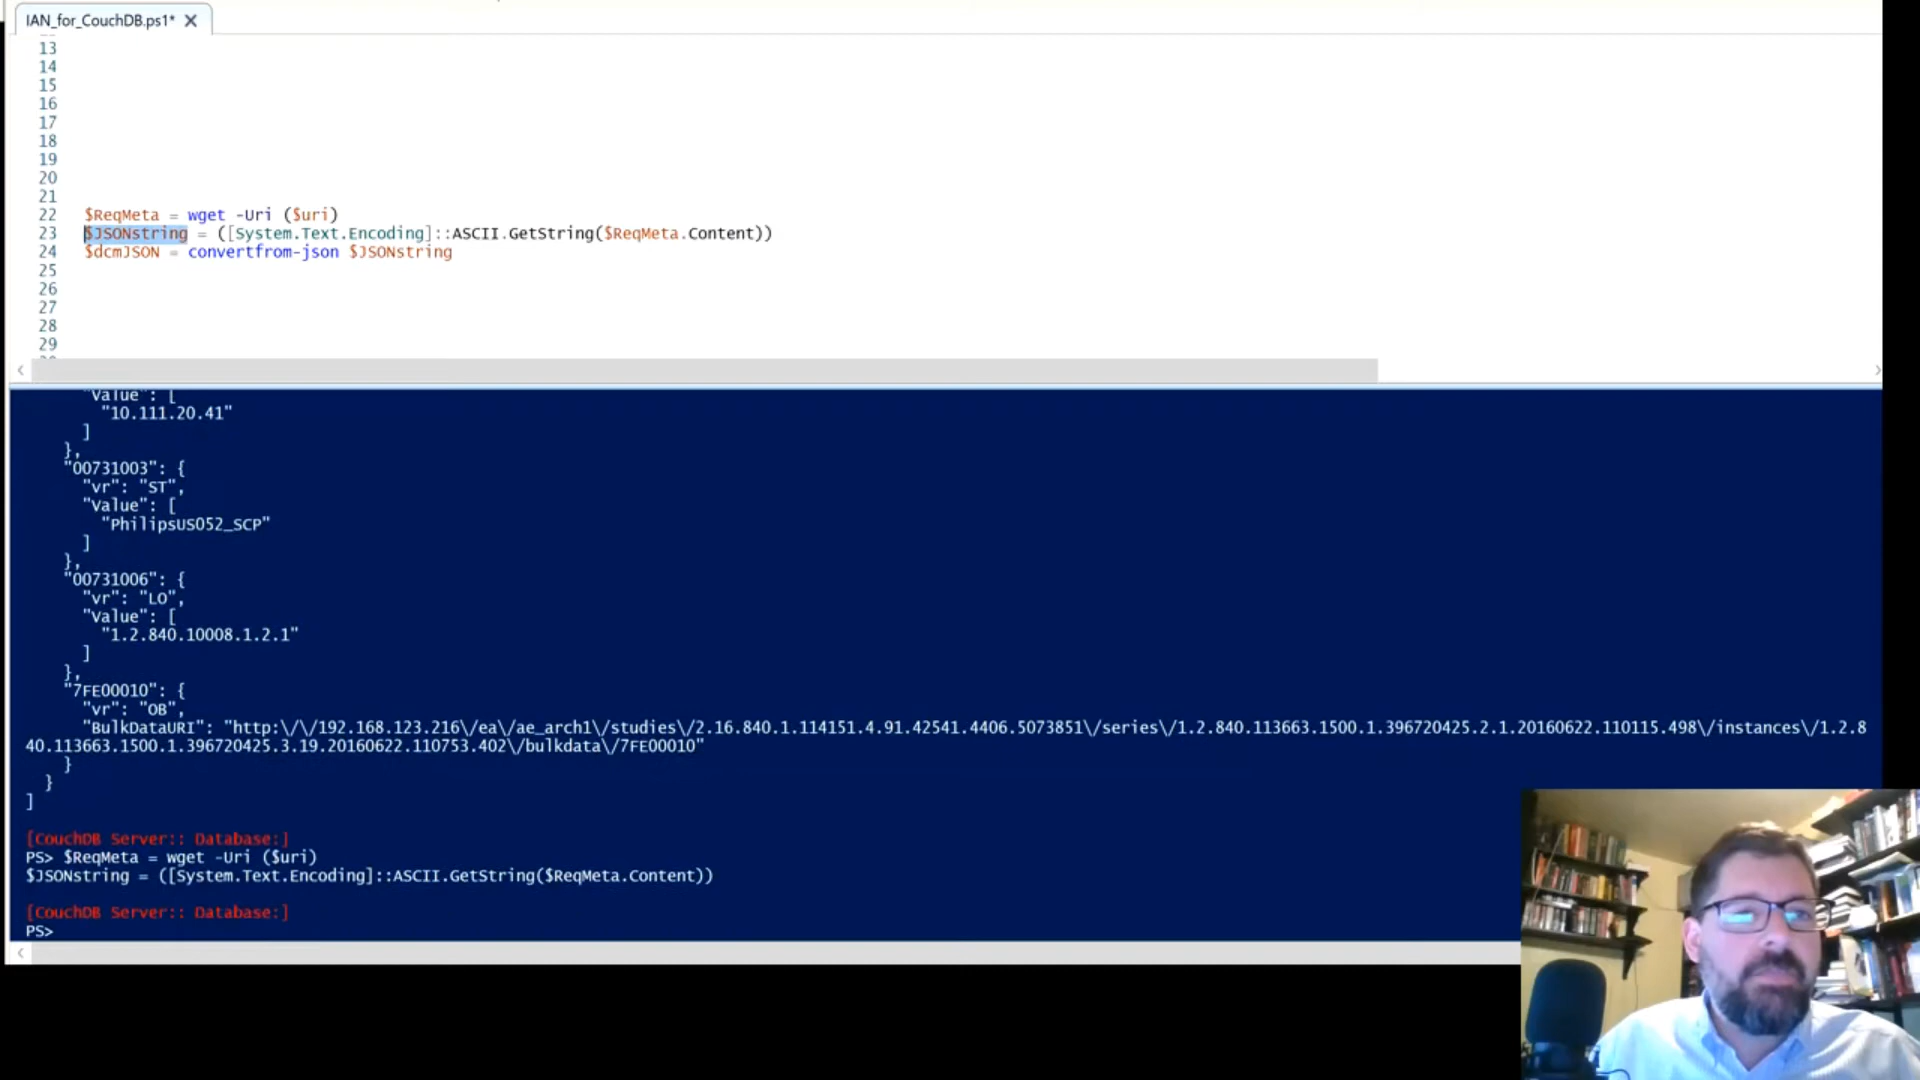 IAN_for_CouchDB.ps1*
13
14
15
16
17
18
19
20
21
22 $ReqMeta = wget -Uri ($uri)
23 $JSONstring = ([System.Text.Encoding]::ASCII.GetString($ReqMeta.Content))
24 $dcmJSON = convertfrom-json $JSONstring
25
26
27
28
29
"Value": [
"10.111.20.41"
]
},
"00731003": {
"vr": "ST",
"Value": [
"PhilipsUS052_SCP"
]
},
"00731006": {
"vr": "LO",
"Value": [
"1.2.840.10008.1.2.1"
]
},
"7FE00010": {
"vr": "OB",
"BulkDataURI": "http:\/\/192.168.123.216\/ea\/ae_arch1\/studies\/2.16.840.1.114151.4.91.42541.4406.5073851\/series\/1.2.840.113663.1500.1.396720425.2.1.20160622.110115.498\/instances\/1.2.8
40.113663.1500.1.396720425.3.19.20160622.110753.402\/bulkdata\/7FE00010"
}
}
]
[CouchDB Server:: Database:]
PS> $ReqMeta = wget -Uri ($uri)
$JSONstring = ([System.Text.Encoding]::ASCII.GetString($ReqMeta.Content))
[CouchDB Server:: Database:]
PS>